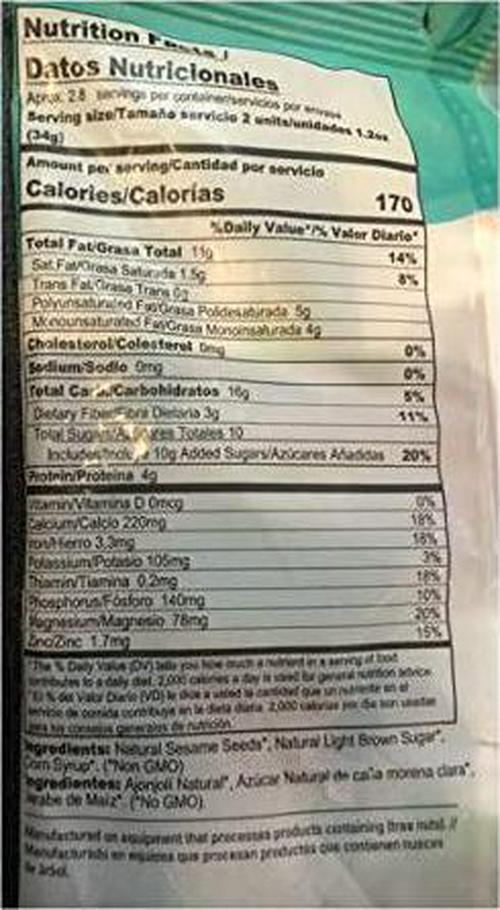 Nutrition Facts /
Datos Nutricionales
Aprox. 2.8 servings per container/servicios por envase
Serving size/Tamaño servicio 2 units/unidades 1.2oz
(34g)
Amount per serving/Cantidad por servicio
Calories/Calorías 170
%Daily Value*/% Valor Diario*
Total Fat/Grasa Total 11g 14%
Sat.Fat/Grasa Saturada 1.5g 8%
Trans Fat/Grasa Trans 0g
Polyunsaturated Fat/Grasa Polidesaturada 5g
Monounsaturated Fat/Grasa Monoinsaturada 4g
Cholesterol/Colesterol 0mg 0%
Sodium/Sodio 0mg 0%
Total Carb./Carbohidratos 16g 5%
Dietary Fiber/Fibra Dietaria 3g 11%
Total Sugars/Azúcares Totales 10
Includes/Incluye 10g Added Sugars/Azúcares Añadidas 20%
Protein/Proteina 4g
Vitamin/Vitamina D 0mcg 0%
Calcium/Calcio 220mg 18%
Iron/Hierro 3.3mg 18%
Potassium/Potasio 105mg 3%
Thiamin/Tiamina 0.2mg 18%
Phosphorus/Fósforo 140mg 10%
Magnesium/Magnesio 78mg 20%
Zinc/Zinc 1.7mg 15%
*The % Daily Value (DV) tells you how much a nutrient in a serving of food
contributes to a daily diet. 2,000 calories a day is used for general nutrition advice.
*El % del Valor Diario (VD) le dice a usted la cantidad que un nutriente en el
servicio de comida contribuye en la dieta diaria. 2,000 calorías por día son usadas
para los consejos generales de nutrición.
Ingredients: Natural Sesame Seeds*, Natural Light Brown Sugar*,
Corn Syrup*. (*Non GMO)
Ingredientes: Ajonjolí Natural*, Azúcar Natural de caña morena clara*,
Jarabe de Maíz*. (*No GMO).
Manufactured on equipment that processes products containing (tree nuts). //
Manufacturado en equipos que procesan productos que contienen nueces
de árbol.